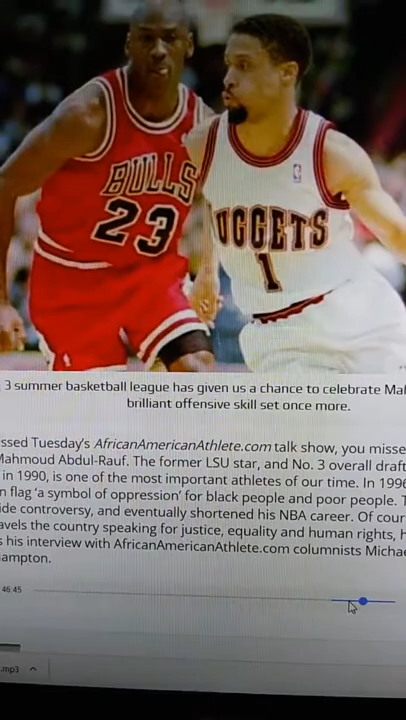 BULLS
23
NUGGETS
1
3 summer basketball league has given us a chance to celebrate Mah
brilliant offensive skill set once more.
ssed Tuesday's AfricanAmericanAthlete.com talk show, you misse
Mahmoud Abdul-Rauf. The former LSU star, and No. 3 overall draft
in 1990, is one of the most important athletes of our time. In 1996
n flag 'a symbol of oppression' for black people and poor people. T
ide controversy, and eventually shortened his NBA career. Of cour
avels the country speaking for justice, equality and human rights, h
s his interview with AfricanAmericanAthlete.com columnists Michae
ampton.
46:45
.mp3